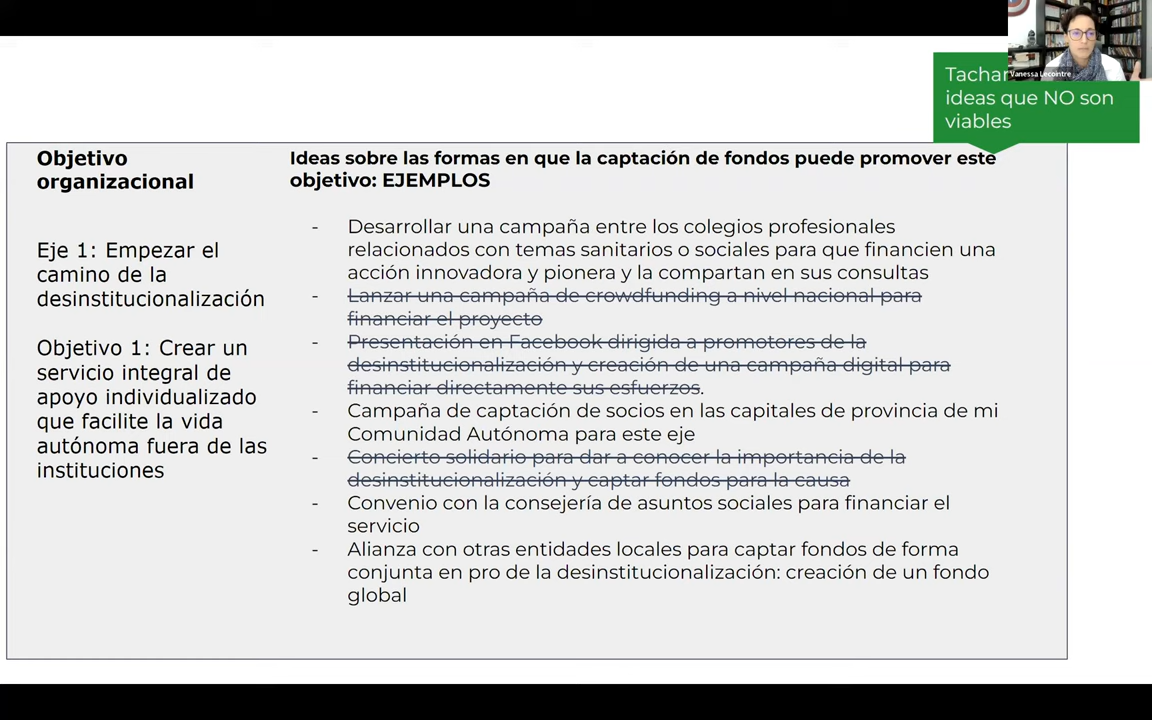 Vanessa Lecointre
Tachar
ideas que NO son
viables
Objetivo
organizacional
Eje 1: Empezar el
camino de la
desinstitucionalización
Objetivo 1: Crear un
servicio integral de
apoyo individualizado
que facilite la vida
autónoma fuera de las
instituciones
Ideas sobre las formas en que la captación de fondos puede promover este
objetivo: EJEMPLOS
- Desarrollar una campaña entre los colegios profesionales
relacionados con temas sanitarios o sociales para que financien una
acción innovadora y pionera y la compartan en sus consultas
- Lanzar una campaña de crowdfunding a nivel nacional para
financiar el proyecto
- Presentación en Facebook dirigida a promotores de la
desinstitucionalización y creación de una campaña digital para
financiar directamente sus esfuerzos.
- Campaña de captación de socios en las capitales de provincia de mi
Comunidad Autónoma para este eje
- Concierto solidario para dar a conocer la importancia de la
desinstitucionalización y captar fondos para la causa
- Convenio con la consejería de asuntos sociales para financiar el
servicio
- Alianza con otras entidades locales para captar fondos de forma
conjunta en pro de la desinstitucionalización: creación de un fondo
global